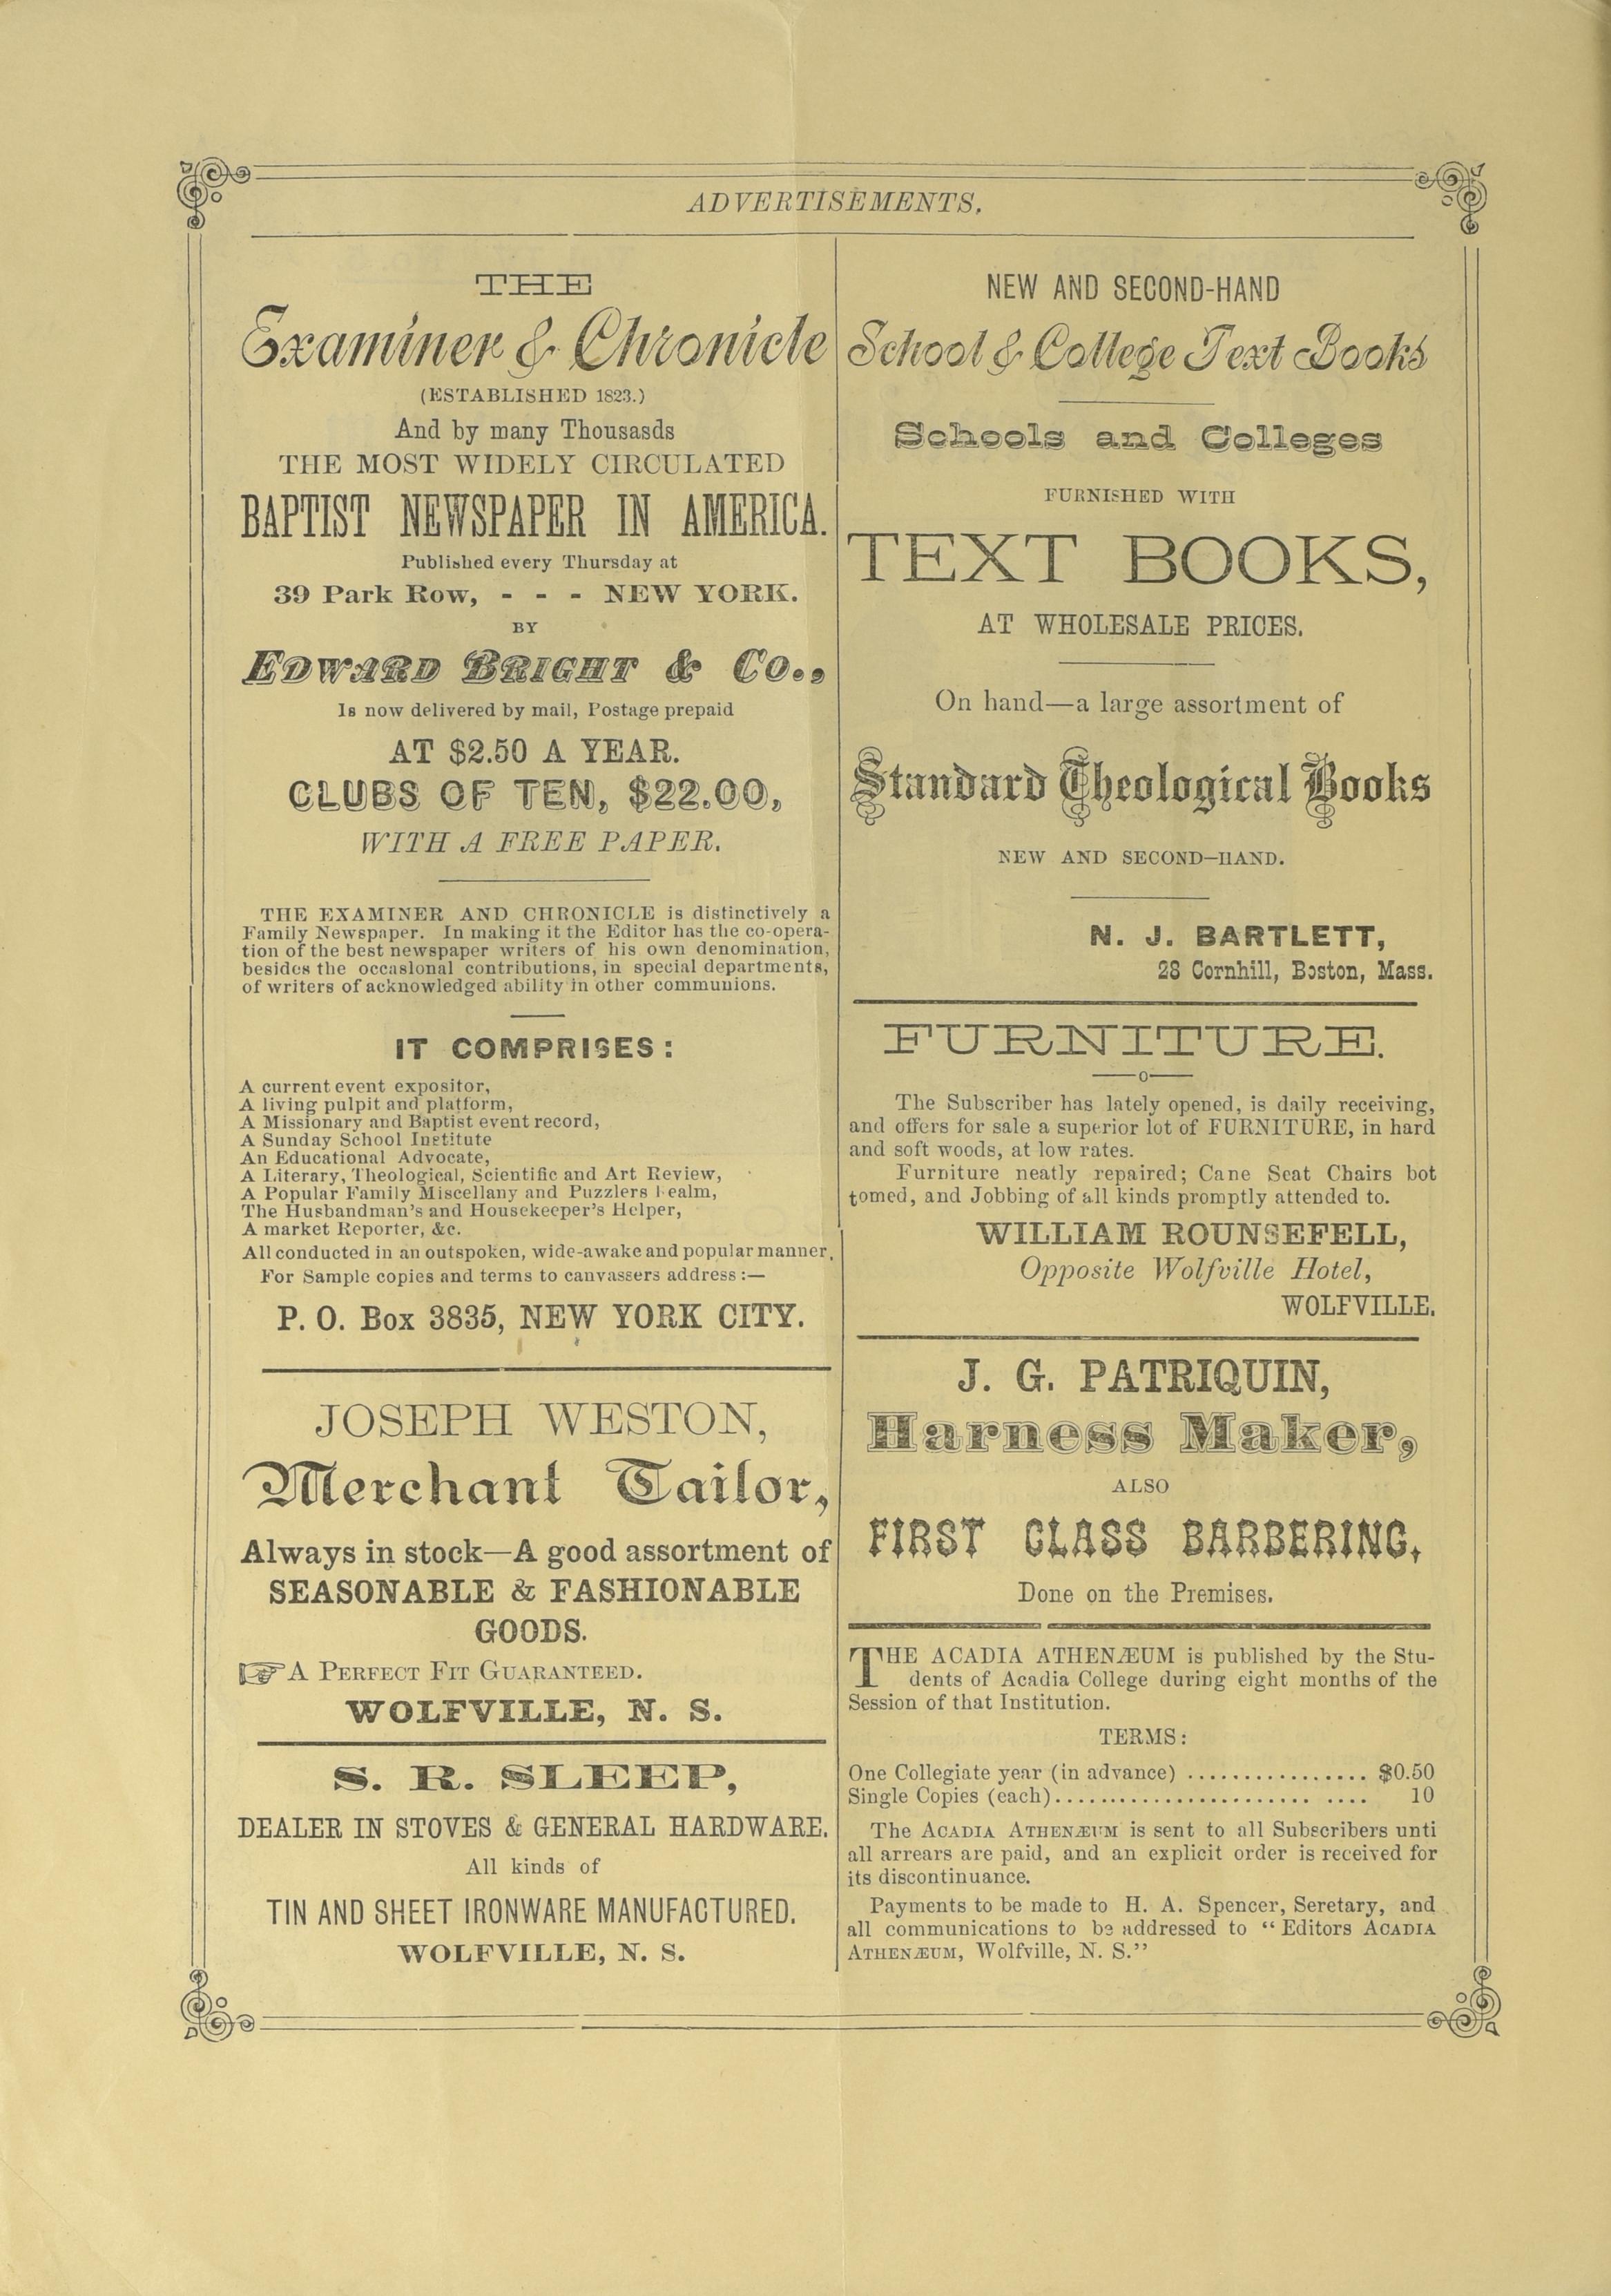 ADVERTISEMENTS.
THE
Examiner & Chronicle
(ESTABLISHED 1823.)
And by many Thousasds
THE MOST WIDELY CIRCULATED
BAPTIST NEWSPAPER IN AMERICA.
Published every Thursday at
39 Park Row, - - - NEW YORK.
BY
EDWARD BRIGHT & CO.,
Is now delivered by mail, Postage prepaid
AT $2.50 A YEAR.
CLUBS OF TEN, $22.00,
WITH A FREE PAPER.
THE EXAMINER AND CHRONICLE is distinctively a
Family Newspaper. In making it the Editor has the co-opera-
tion of the best newspaper writers of his own denomination,
besides the occasional contributions, in special departments,
of writers of acknowledged ability in other communions.
IT COMPRISES:
A current event expositor,
A living pulpit and platform,
A Missionary and Baptist event record,
A Sunday School Institute
An Educational Advocate,
A Literary, Theological, Scientific and Art Review,
A Popular Family Miscellany and Puzzlers ealm,
The Husbandman's and Housekeeper's Helper,
A market Reporter, &c.
All conducted in an outspoken, wide-awake and popular manner.
For Sample copies and terms to canvassers address:—
P. O. Box 3835, NEW YORK CITY.
JOSEPH WESTON,
Merchant Tailor,
Always in stock—A good assortment of
SEASONABLE & FASHIONABLE
GOODS.
☞ A PERFECT FIT GUARANTEED.
WOLFVILLE, N. S.
S. R. SLEEP,
DEALER IN STOVES & GENERAL HARDWARE.
All kinds of
TIN AND SHEET IRONWARE MANUFACTURED.
WOLFVILLE, N. S.
NEW AND SECOND-HAND
School & College Text Books
Schools and Colleges
FURNISHED WITH
TEXT BOOKS,
AT WHOLESALE PRICES.
On hand—a large assortment of
Standard Theological Books
NEW AND SECOND-HAND.
N. J. BARTLETT,
28 Cornhill, Boston, Mass.
FURNITURE.
o
The Subscriber has lately opened, is daily receiving,
and offers for sale a superior lot of FURNITURE, in hard
and soft woods, at low rates.
Furniture neatly repaired; Cane Seat Chairs bot
tomed, and Jobbing of all kinds promptly attended to.
WILLIAM ROUNSEFELL,
Opposite Wolfville Hotel,
WOLFVILLE.
J. G. PATRIQUIN,
Harness Maker,
ALSO
FIRST CLASS BARBERING,
Done on the Premises.
THE ACADIA ATHENÆUM is published by the Stu-
dents of Acadia College during eight months of the
Session of that Institution.
TERMS:
One Collegiate year (in advance) ................ $0.50
Single Copies (each)....................... .... 10
The ACADIA ATHENÆUM is sent to all Subscribers unti
all arrears are paid, and an explicit order is received for
its discontinuance.
Payments to be made to H. A. Spencer, Seretary, and
all communications to be addressed to "Editors ACADIA
ATHENÆUM, Wolfville, N. S."